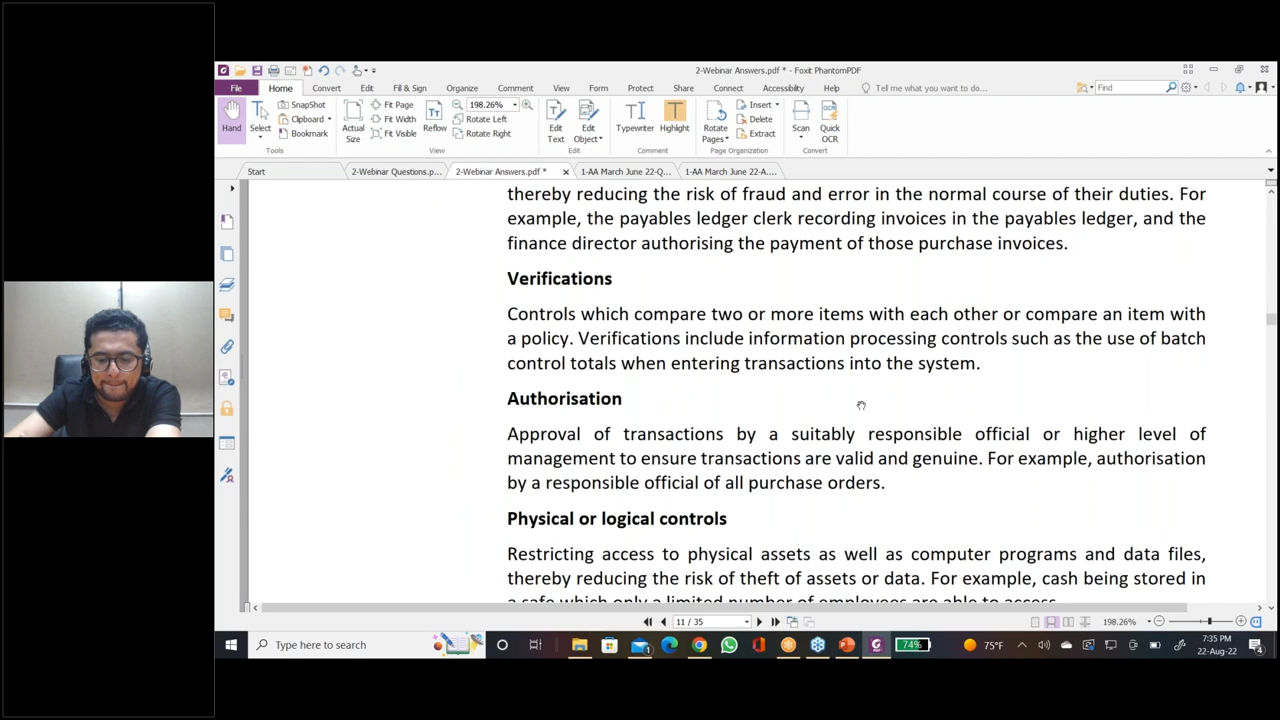 2-Webinar Answers.pdf * - Foxit PhantomPDF
File Home Convert Edit Fill & Sign Organize Comment View Form Protect Share Connect Accessibility Help Tell me what you want to do... Find
Hand
Select
SnapShot
Clipboard
Bookmark
Tools
Actual Size
Fit Page
Fit Width
Fit Visible
Reflow
198.26%
Rotate Left
Rotate Right
View
Edit Text
Edit Object
Edit
Typewriter
Highlight
Comment
Rotate Pages
Insert
Delete
Extract
Page Organization
Scan
Quick OCR
Convert
Start 2-Webinar Questions.p... 2-Webinar Answers.pdf * 1-AA March June 22-Q... 1-AA March June 22-A....
thereby reducing the risk of fraud and error in the normal course of their duties. For
example, the payables ledger clerk recording invoices in the payables ledger, and the
finance director authorising the payment of those purchase invoices.
Verifications
Controls which compare two or more items with each other or compare an item with
a policy. Verifications include information processing controls such as the use of batch
control totals when entering transactions into the system.
Authorisation
Approval of transactions by a suitably responsible official or higher level of
management to ensure transactions are valid and genuine. For example, authorisation
by a responsible official of all purchase orders.
Physical or logical controls
Restricting access to physical assets as well as computer programs and data files,
thereby reducing the risk of theft of assets or data. For example, cash being stored in
a safe which only a limited number of employees are able to access.
11 / 35
198.26%
Type here to search
74%
75°F
7:35 PM
22-Aug-22